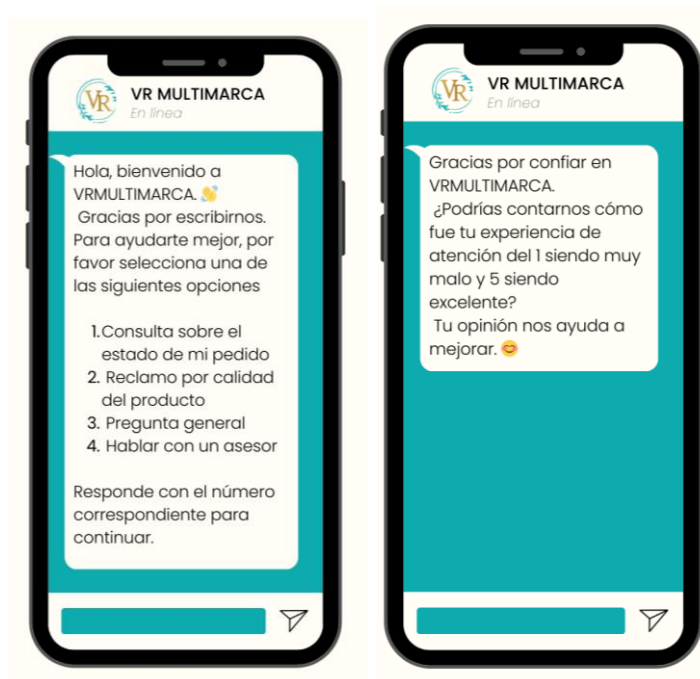 VR
VR MULTIMARCA
En línea
Hola, bienvenido a
VRMULTIMARCA. 👋
Gracias por escribirnos.
Para ayudarte mejor, por
favor selecciona una de
las siguientes opciones
1. Consulta sobre el
estado de mi pedido
2. Reclamo por calidad
del producto
3. Pregunta general
4. Hablar con un asesor
Responde con el número
correspondiente para
continuar.
VR
VR MULTIMARCA
En línea
Gracias por confiar en
VRMULTIMARCA.
¿Podrías contarnos cómo
fue tu experiencia de
atención del 1 siendo muy
malo y 5 siendo
excelente?
Tu opinión nos ayuda a
mejorar. 😊